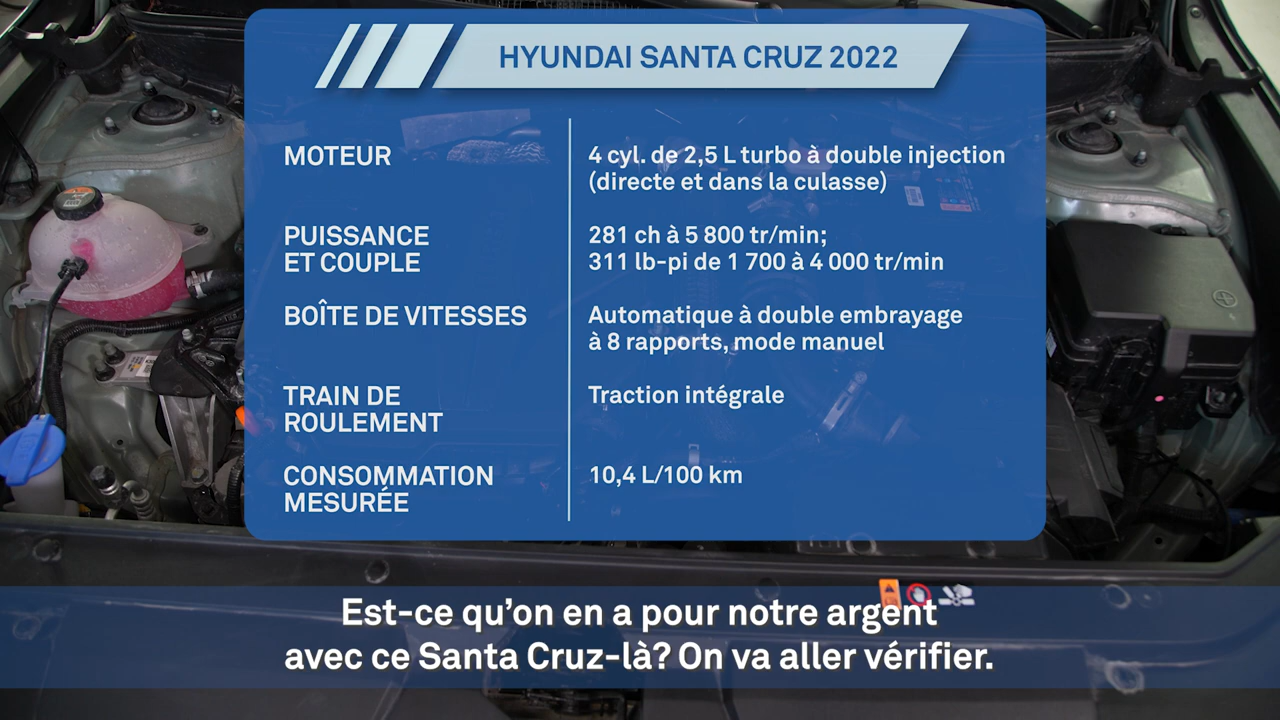 HYUNDAI SANTA CRUZ 2022
MOTEUR
4 cyl. de 2,5 L turbo à double injection
(directe et dans la culasse)
PUISSANCE
ET COUPLE
281 ch à 5 800 tr/min;
311 lb-pi de 1 700 à 4 000 tr/min
BOÎTE DE VITESSES
Automatique à double embrayage
à 8 rapports, mode manuel
TRAIN DE
ROULEMENT
Traction intégrale
CONSOMMATION
MESURÉE
10,4 L/100 km
Est-ce qu'on en a pour notre argent
avec ce Santa Cruz-là? On va aller vérifier.